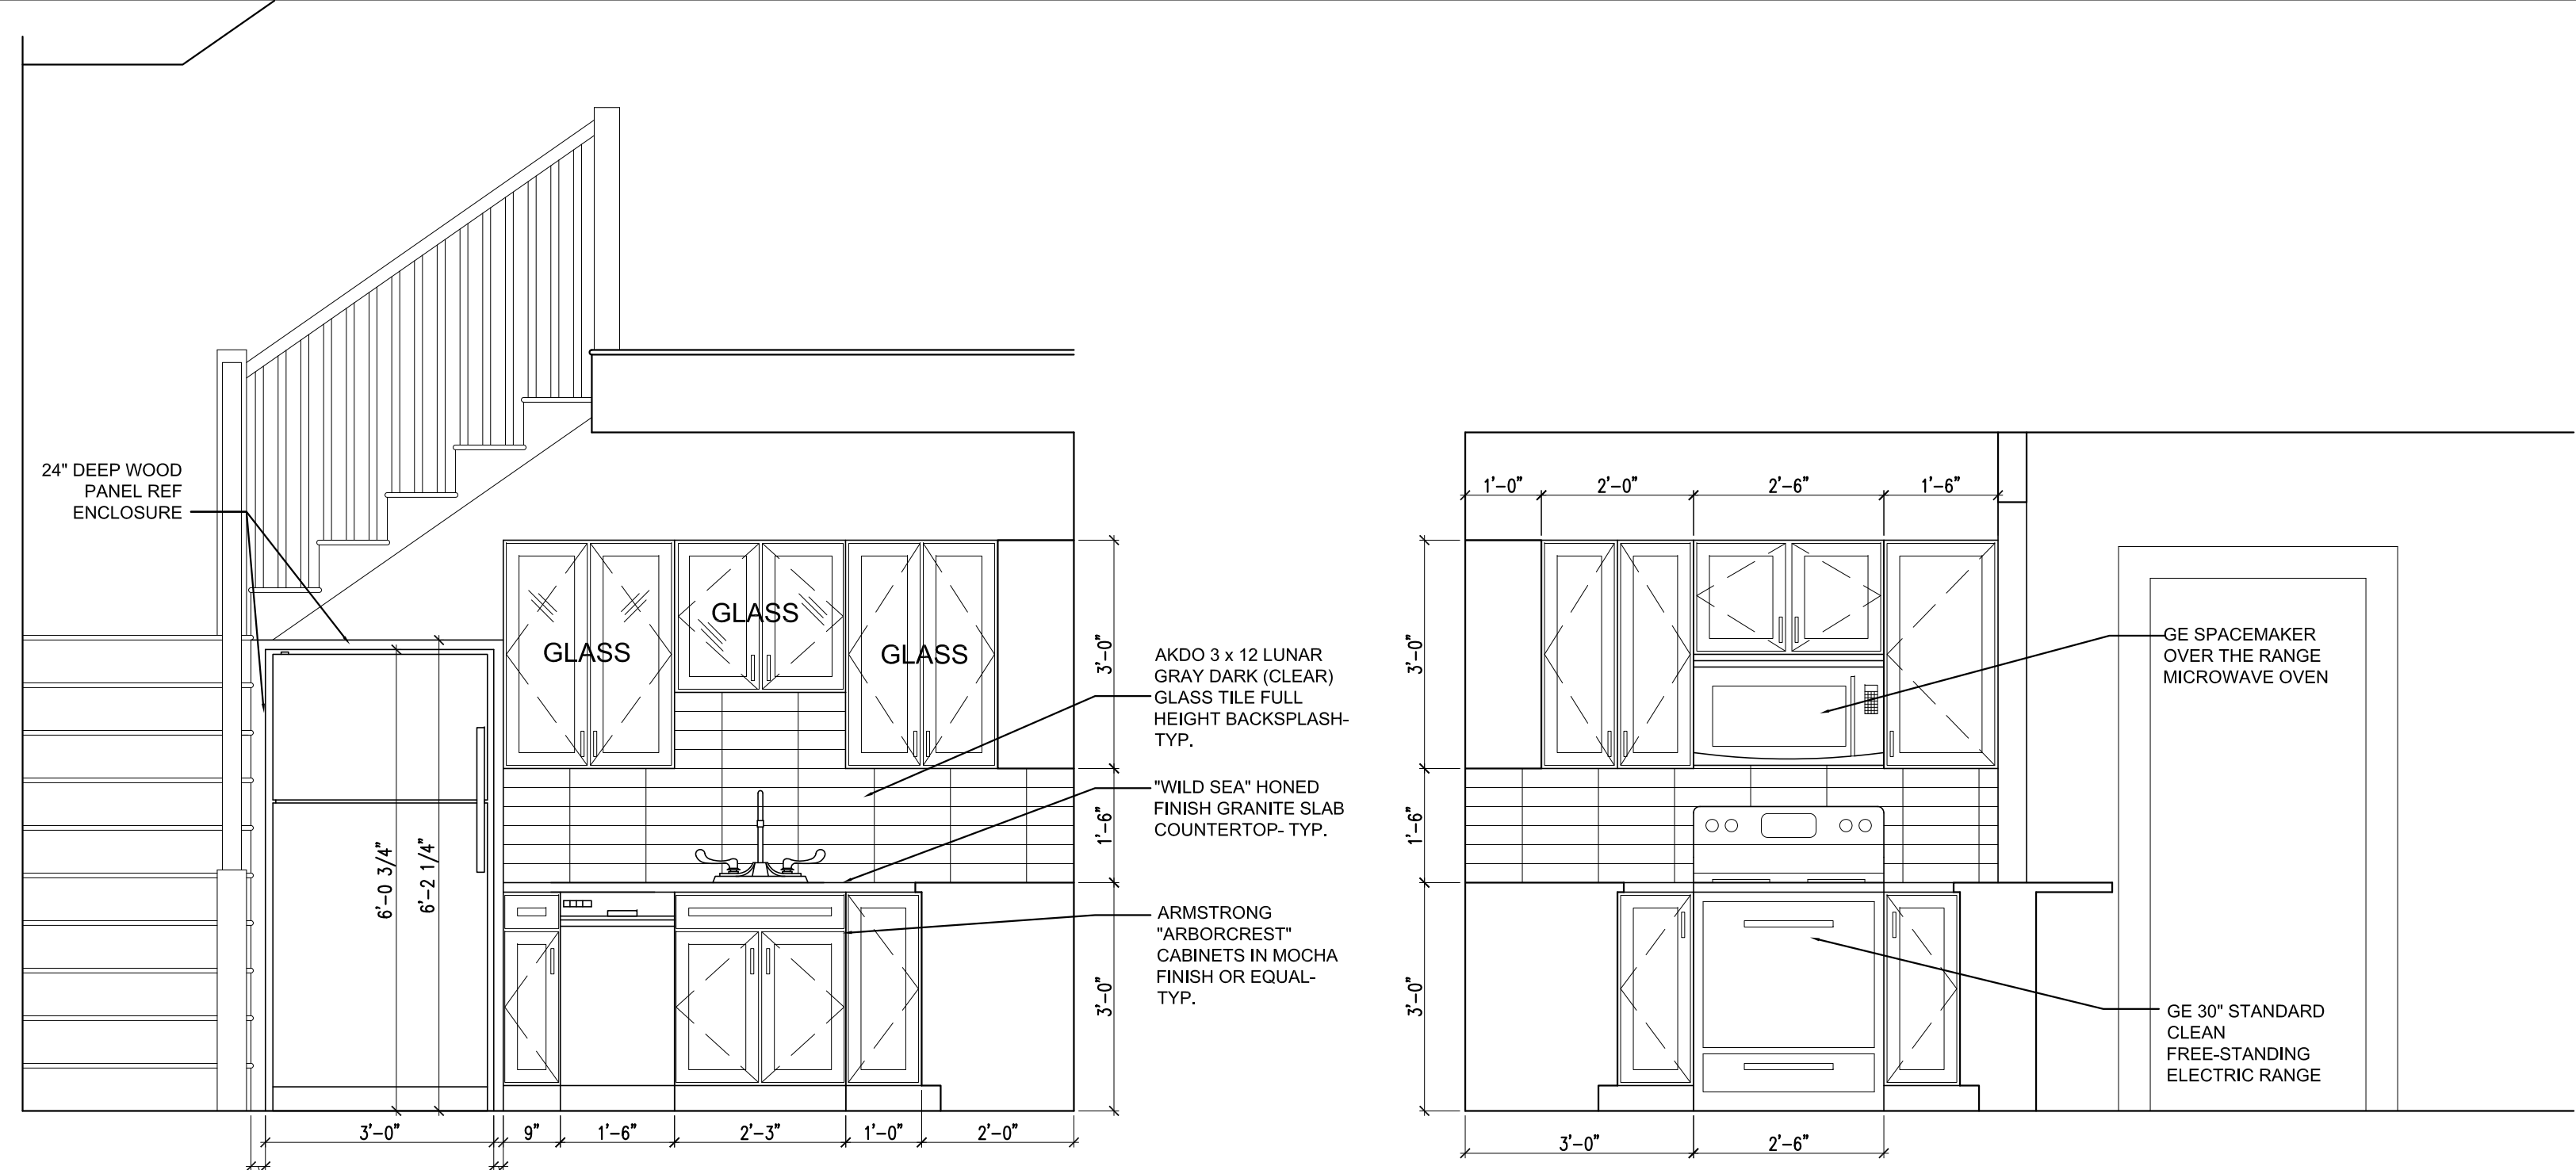 24" DEEP WOOD
PANEL REF
ENCLOSURE
GLASS
GLASS
GLASS
6'-0 3/4"
6'-2 1/4"
3'-0"
1'-6"
3'-0"
3'-0"
9"
1'-6"
2'-3"
1'-0"
2'-0"
AKDO 3 x 12 LUNAR
GRAY DARK (CLEAR)
GLASS TILE FULL
HEIGHT BACKSPLASH-
TYP.
"WILD SEA" HONED
FINISH GRANITE SLAB
COUNTERTOP- TYP.
ARMSTRONG
"ARBORCREST"
CABINETS IN MOCHA
FINISH OR EQUAL-
TYP.
1'-0"
2'-0"
2'-6"
1'-6"
3'-0"
1'-6"
3'-0"
3'-0"
2'-6"
GE SPACEMAKER
OVER THE RANGE
MICROWAVE OVEN
GE 30" STANDARD
CLEAN
FREE-STANDING
ELECTRIC RANGE